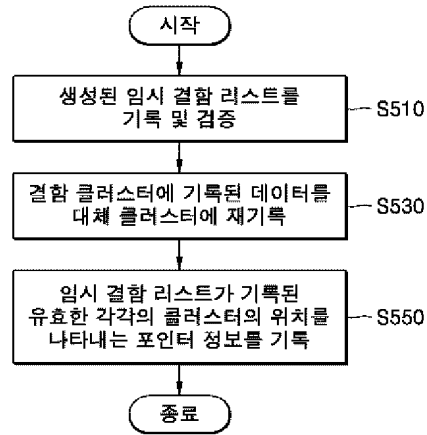 시작
생성된 임시 결함 리스트를
기록 및 검증
S510
결함 클러스터에 기록된 데이터를
대체 클러스터에 재기록
S530
임시 결함 리스트가 기록된
유효한 각각의 클러스터의 위치를
나타내는 포인터 정보를 기록
S550
종료